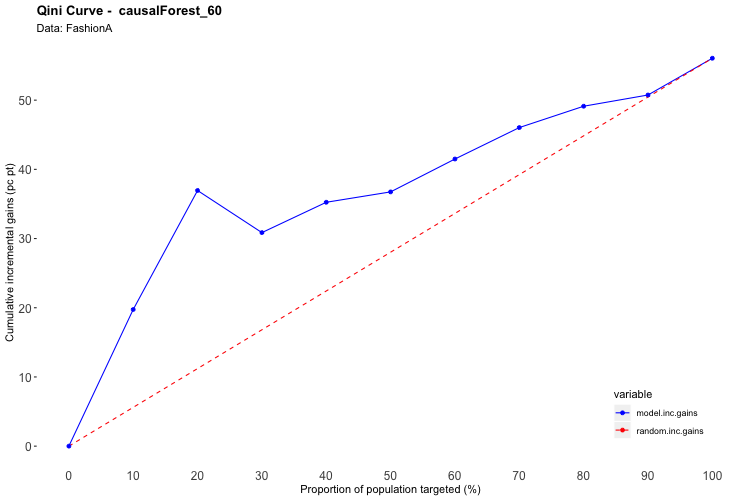 Qini Curve - causalForest_60
Data: FashionA
Cumulative incremental gains (pc pt)
50
40
30
20
10
0
variable
model.inc.gains
random.inc.gains
0 10 20 30 40 50 60 70 80 90 100
Proportion of population targeted (%)